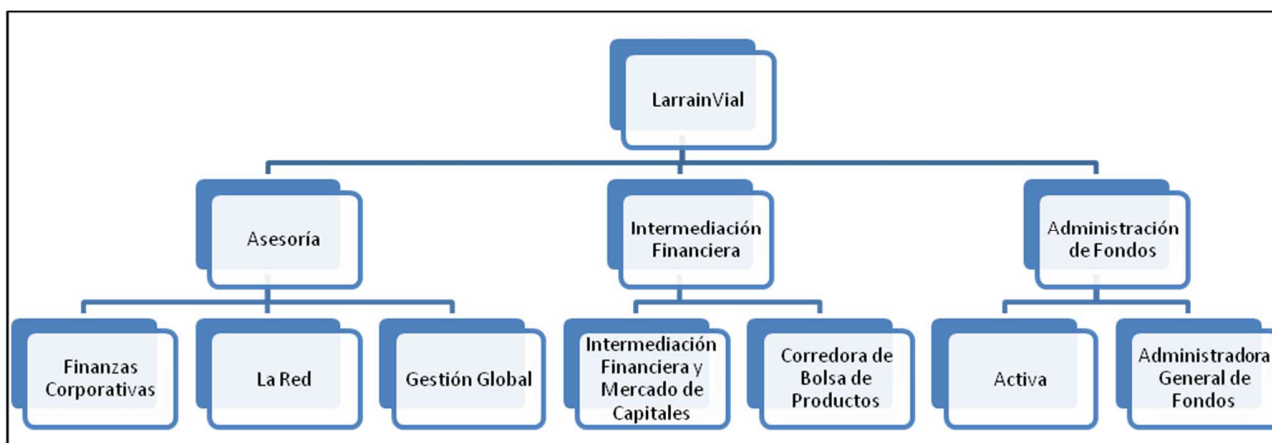 LarrainVial
Asesoría
Intermediación
Financiera
Administración
de Fondos
Finanzas
Corporativas
La Red
Gestión Global
Intermediación
Financiera y
Mercado de
Capitales
Corredora de
Bolsa de
Productos
Activa
Administradora
General de
Fondos